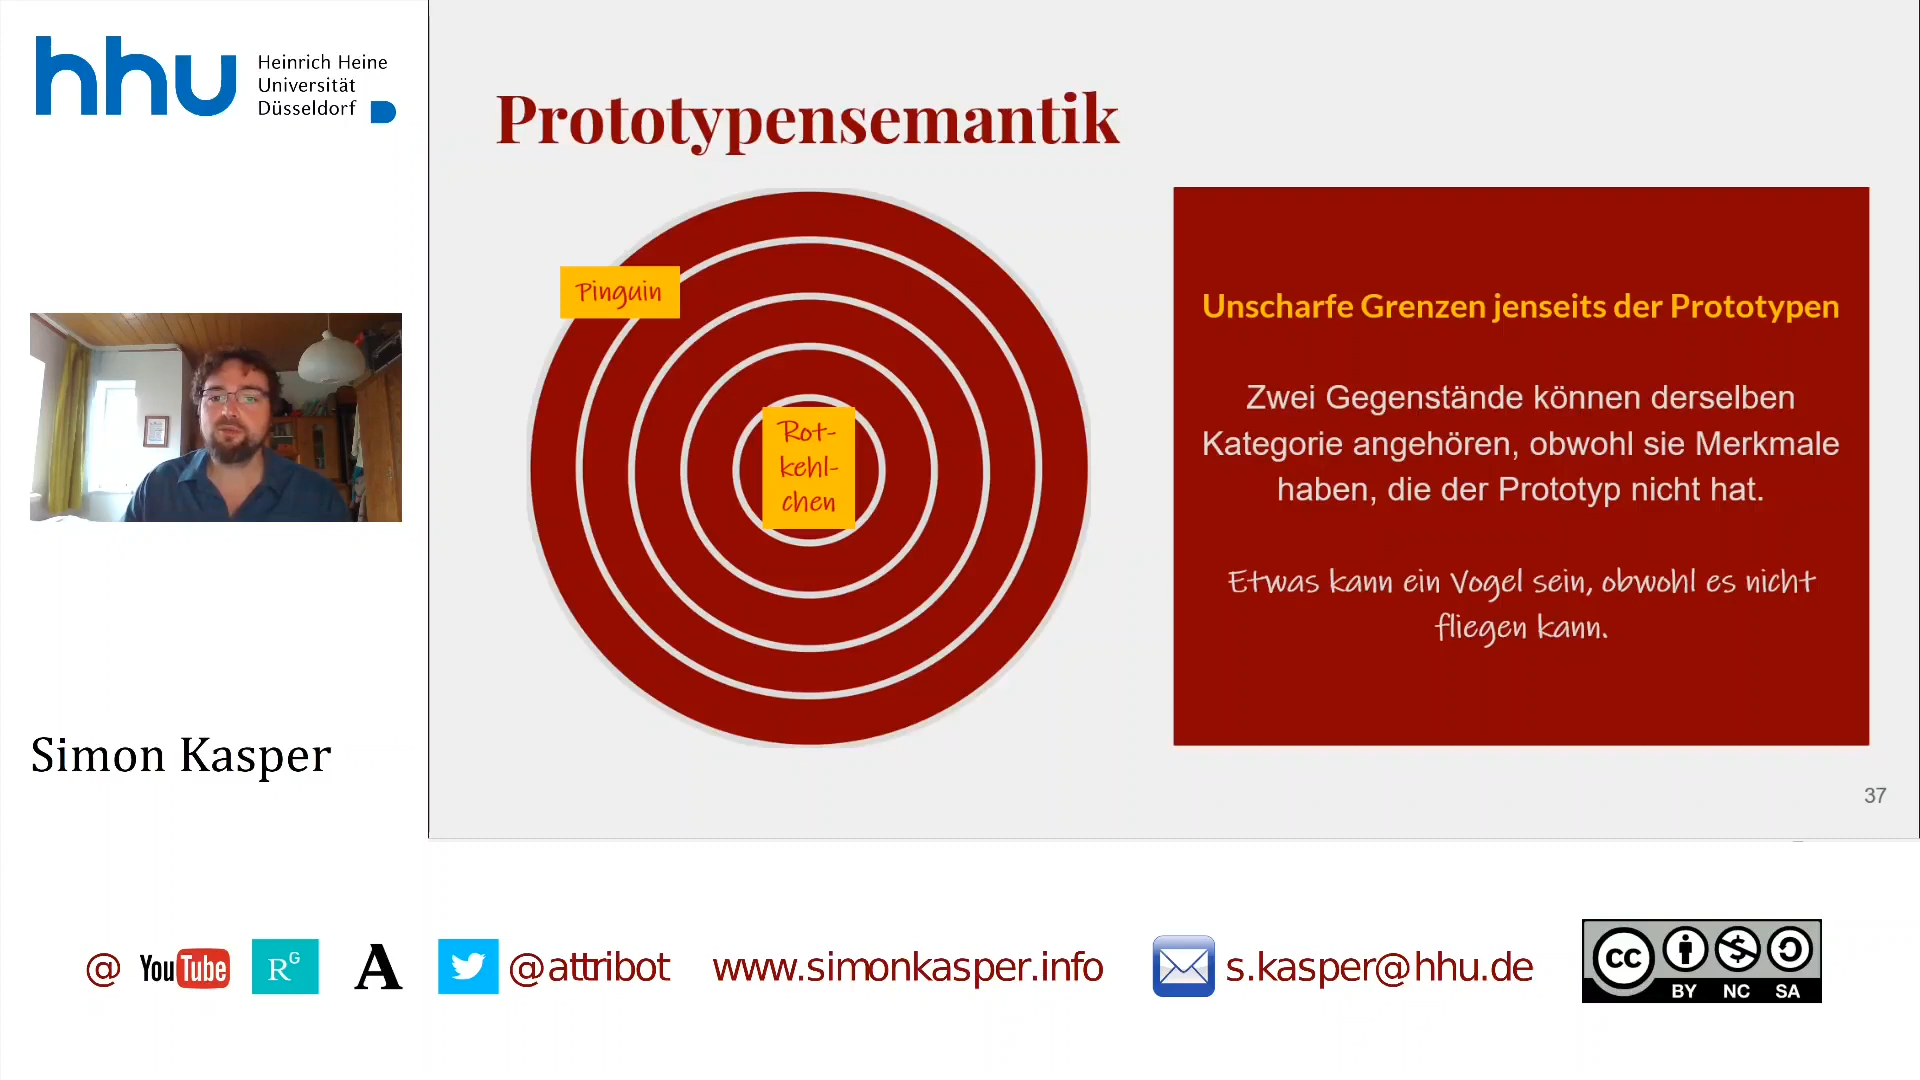 hhu
Heinrich Heine
Universität
Düsseldorf
Prototypensemantik
Pinguin
Rot-
kehl-
chen
Unscharfe Grenzen jenseits der Prototypen
Zwei Gegenstände können derselben
Kategorie angehören, obwohl sie Merkmale
haben, die der Prototyp nicht hat.
Etwas kann ein Vogel sein, obwohl es nicht
fliegen kann.
Simon Kasper
37
@ YouTube RG A @attribot www.simonkasper.info s.kasper@hhu.de
cc
BY NC SA